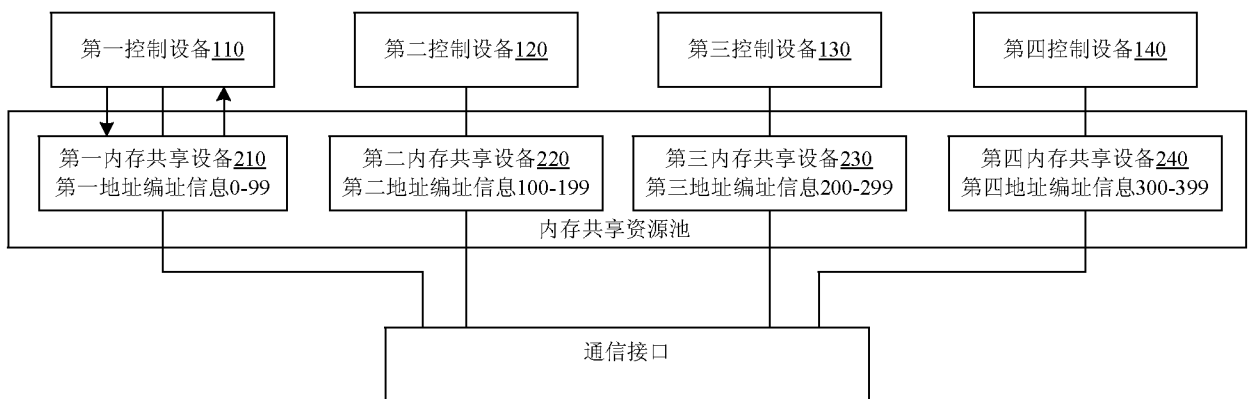 第一控制设备110
第二控制设备120
第三控制设备130
第四控制设备140
第一内存共享设备210
第一地址编址信息0-99
第二内存共享设备220
第二地址编址信息100-199
第三内存共享设备230
第三地址编址信息200-299
第四内存共享设备240
第四地址编址信息300-399
内存共享资源池
通信接口